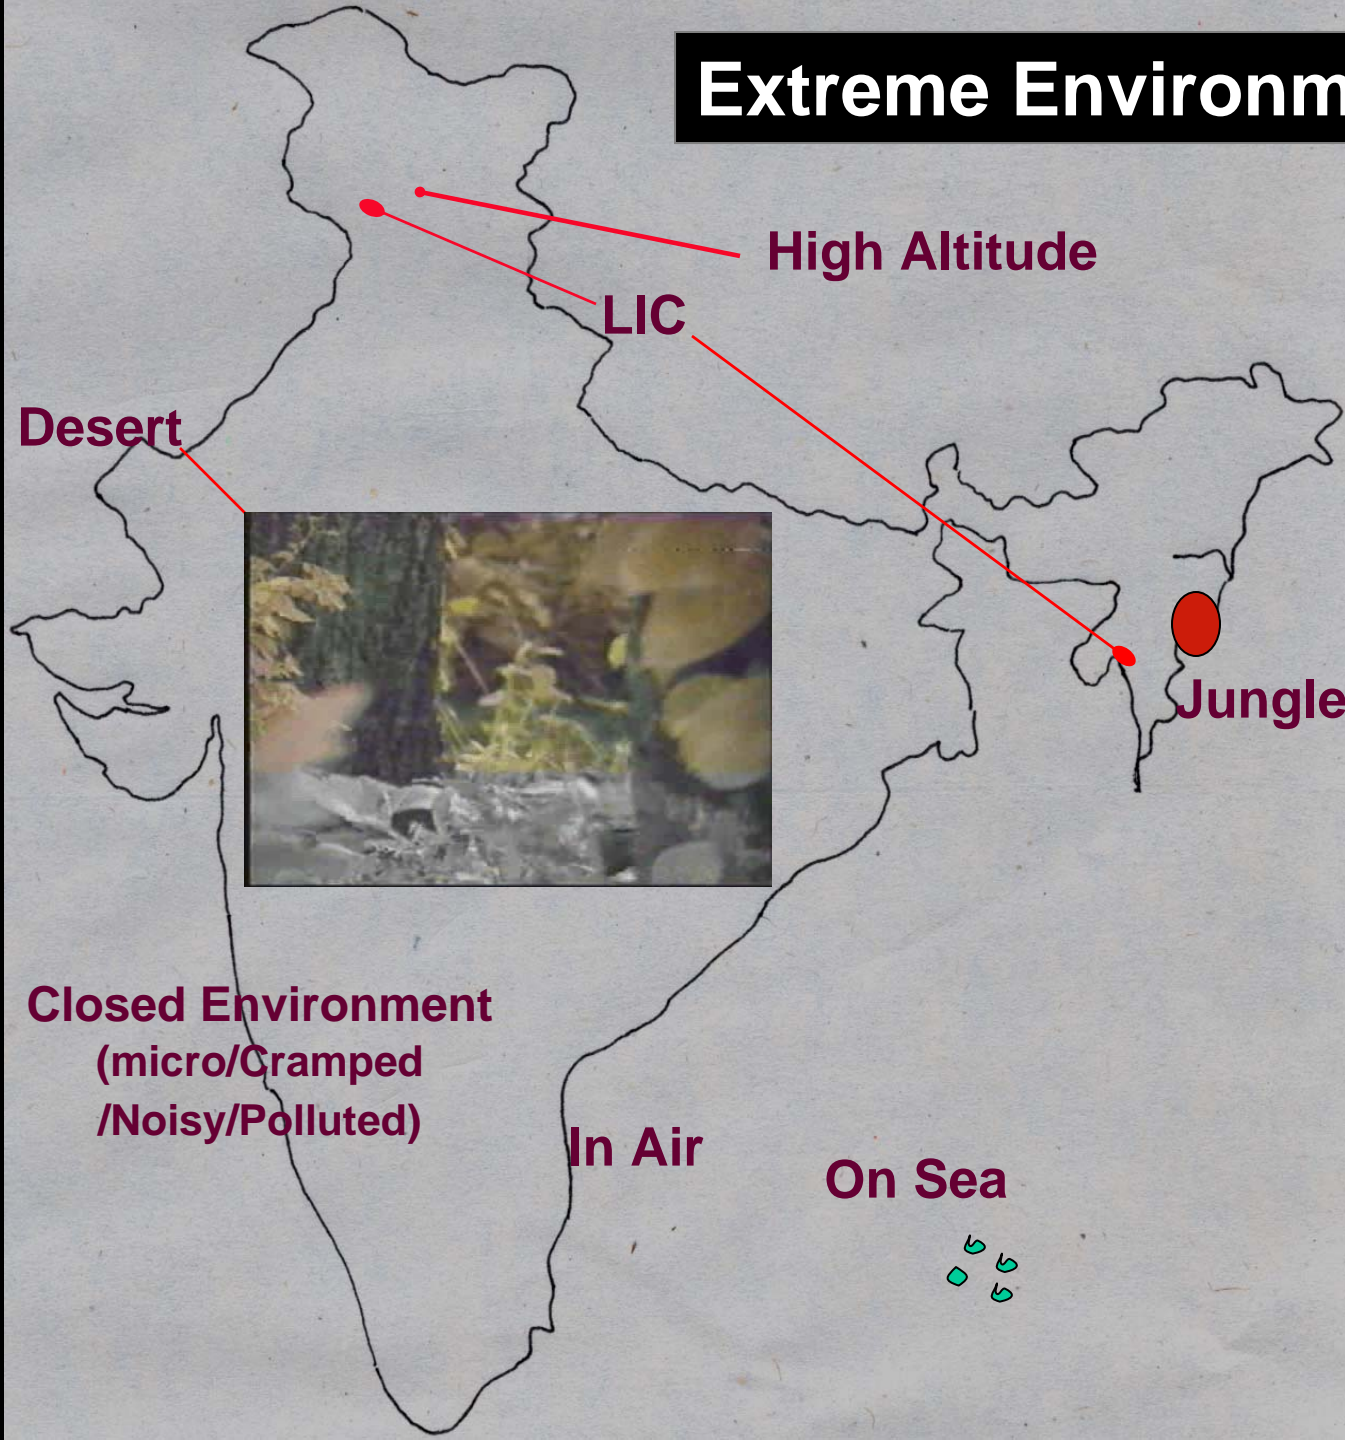 Extreme Environm
High Altitude
LIC
Desert
Jungle
Closed Environment
(micro/Cramped
/Noisy/Polluted)
In Air
On Sea